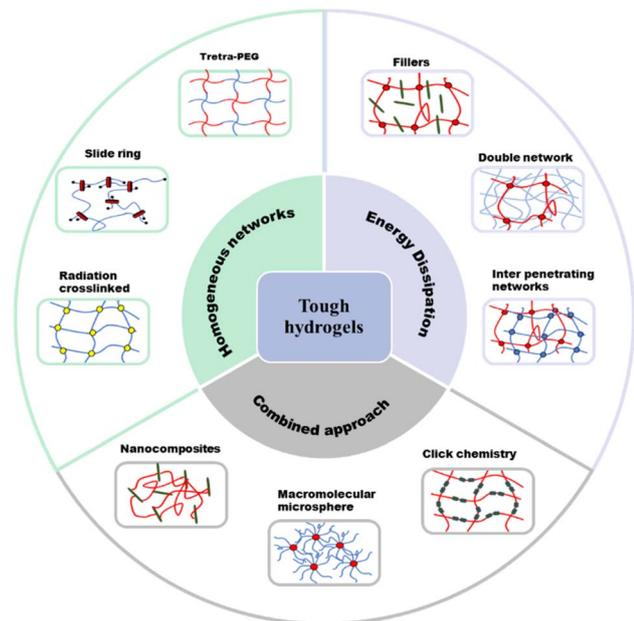 Tretra-PEG
Fillers
Slide ring
Double network
Homogeneous networks
Energy Dissipation
Radiation
crosslinked
Inter penetrating
networks
Tough
hydrogels
Combined approach
Nanocomposites
Click chemistry
Macromolecular
microsphere